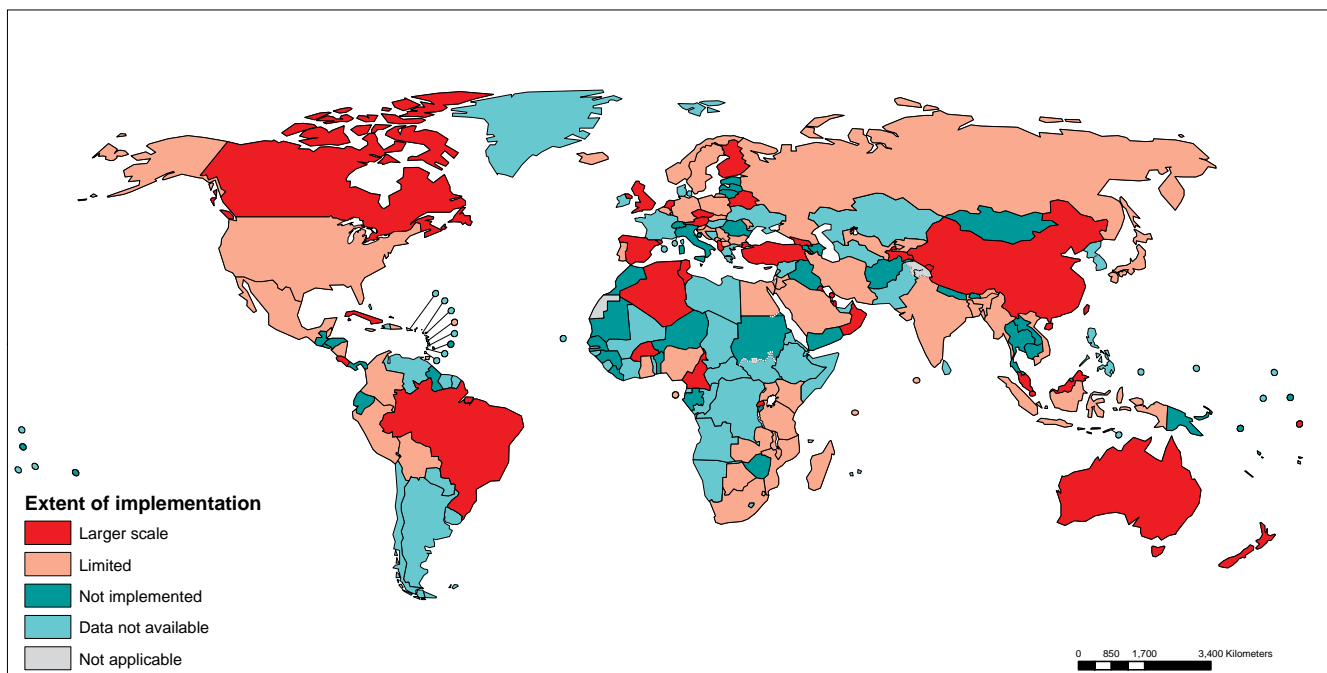 Extent of implementation
Larger scale
Limited
Not implemented
Data not available
Not applicable
0 850 1,700 3,400 Kilometers